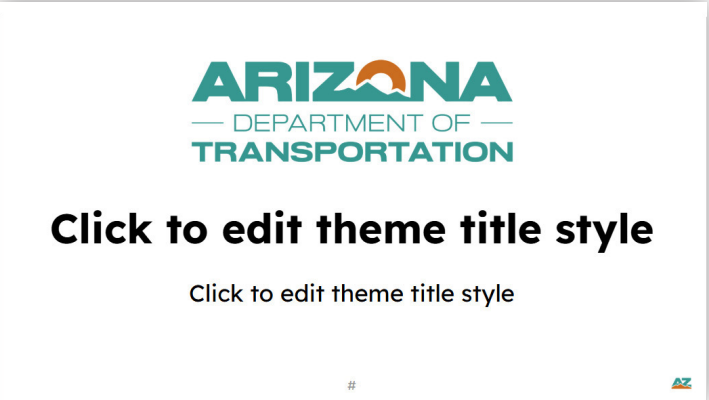 ARIZONA
DEPARTMENT OF
TRANSPORTATION
Click to edit theme title style
Click to edit theme title style
#
AZ